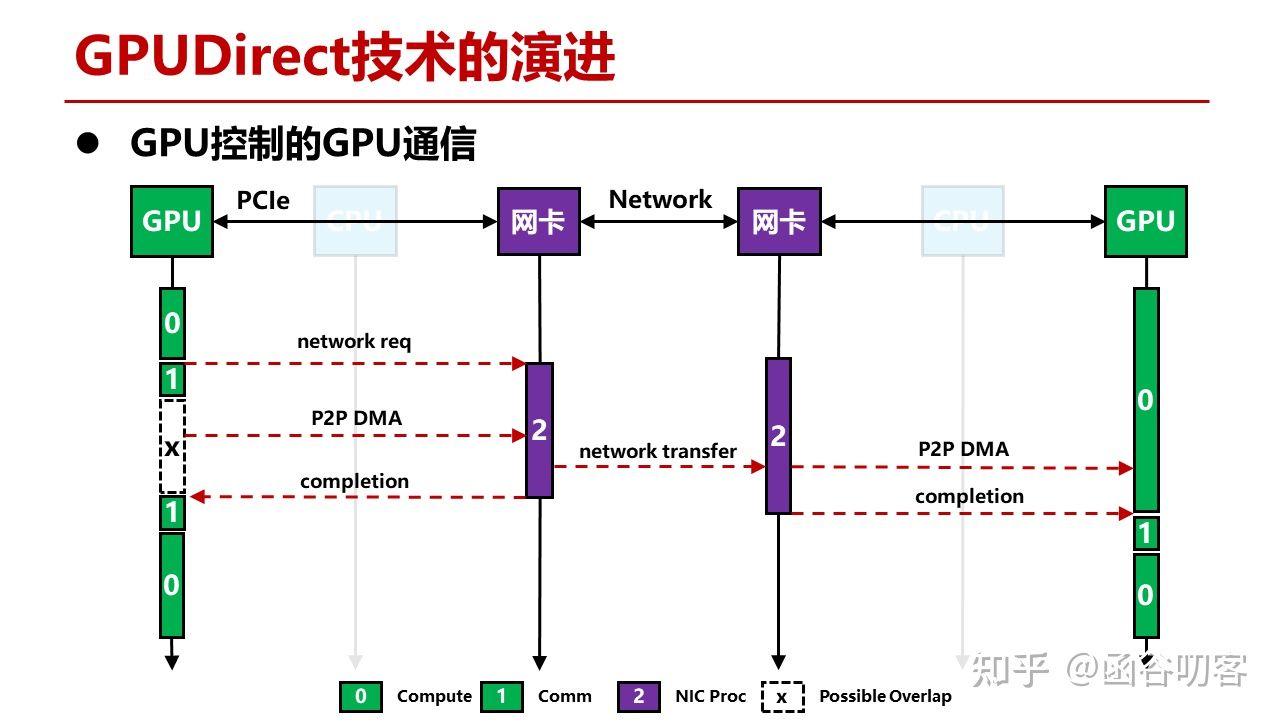 GPUDirect技术的演进
● GPU控制的GPU通信
GPU PCIe CPU 网卡 Network 网卡 CPU GPU
0
network req
1
P2P DMA
x
2
2
0
network transfer
P2P DMA
completion
completion
1
1
0
0
0 Compute 1 Comm 2 NIC Proc x Possible Overlap
知乎 @函谷叨客